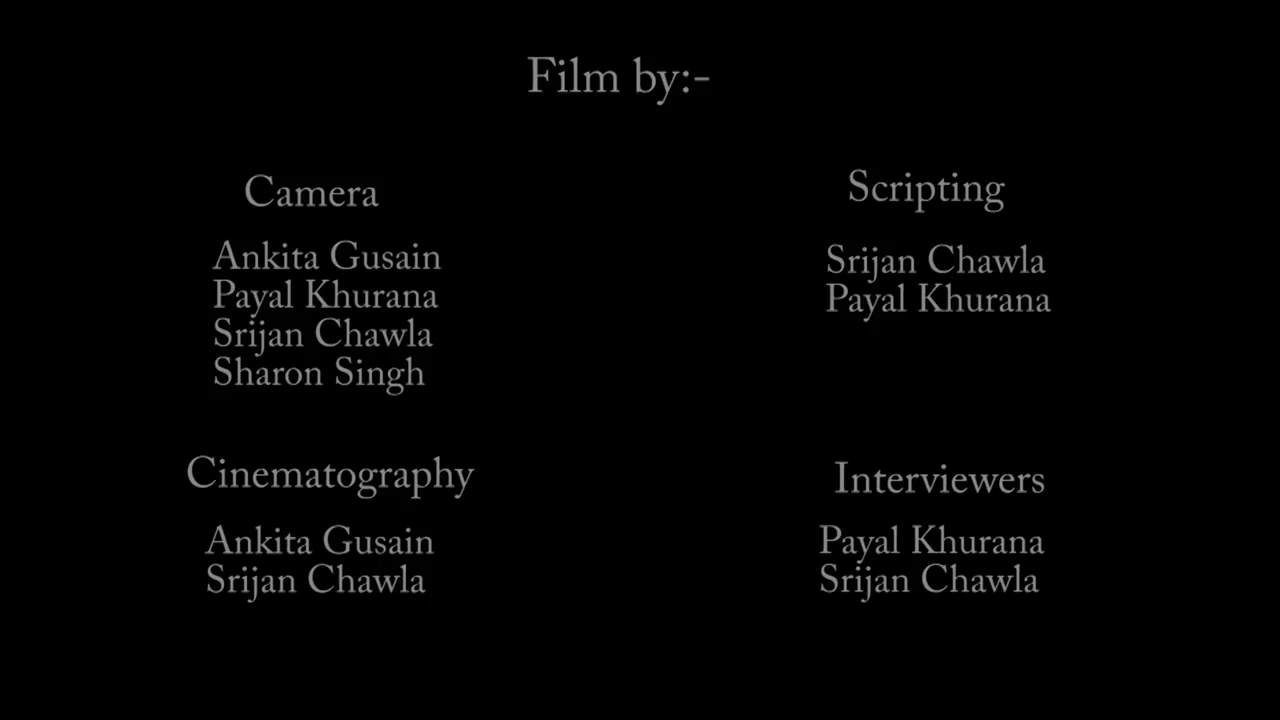 Film by:-
Camera
Ankita Gusain
Payal Khurana
Srijan Chawla
Sharon Singh
Scripting
Srijan Chawla
Payal Khurana
Cinematography
Ankita Gusain
Srijan Chawla
Interviewers
Payal Khurana
Srijan Chawla